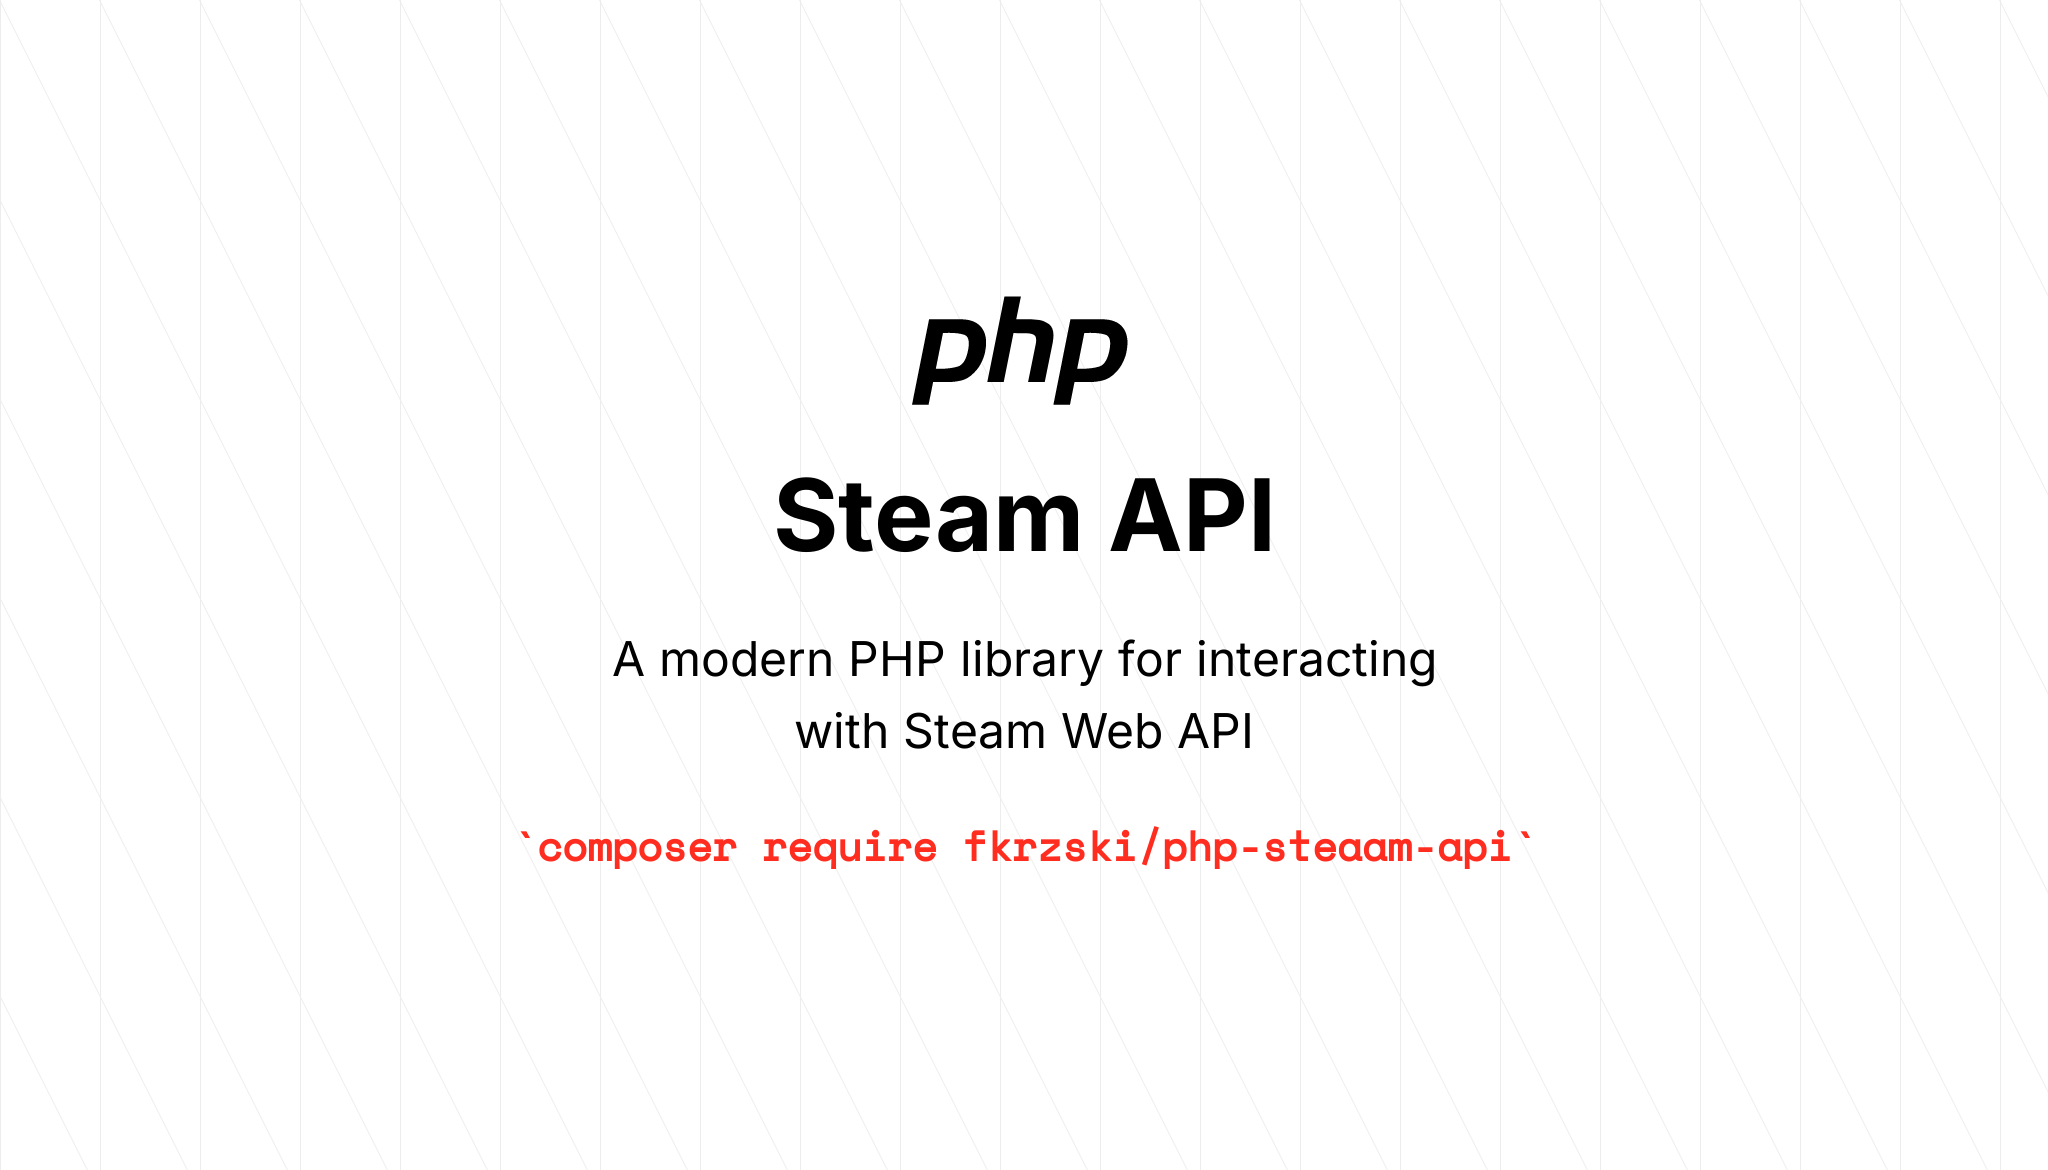 php
Steam API
A modern PHP library for interacting
with Steam Web API
`composer require fkrzski/php-steaam-api`